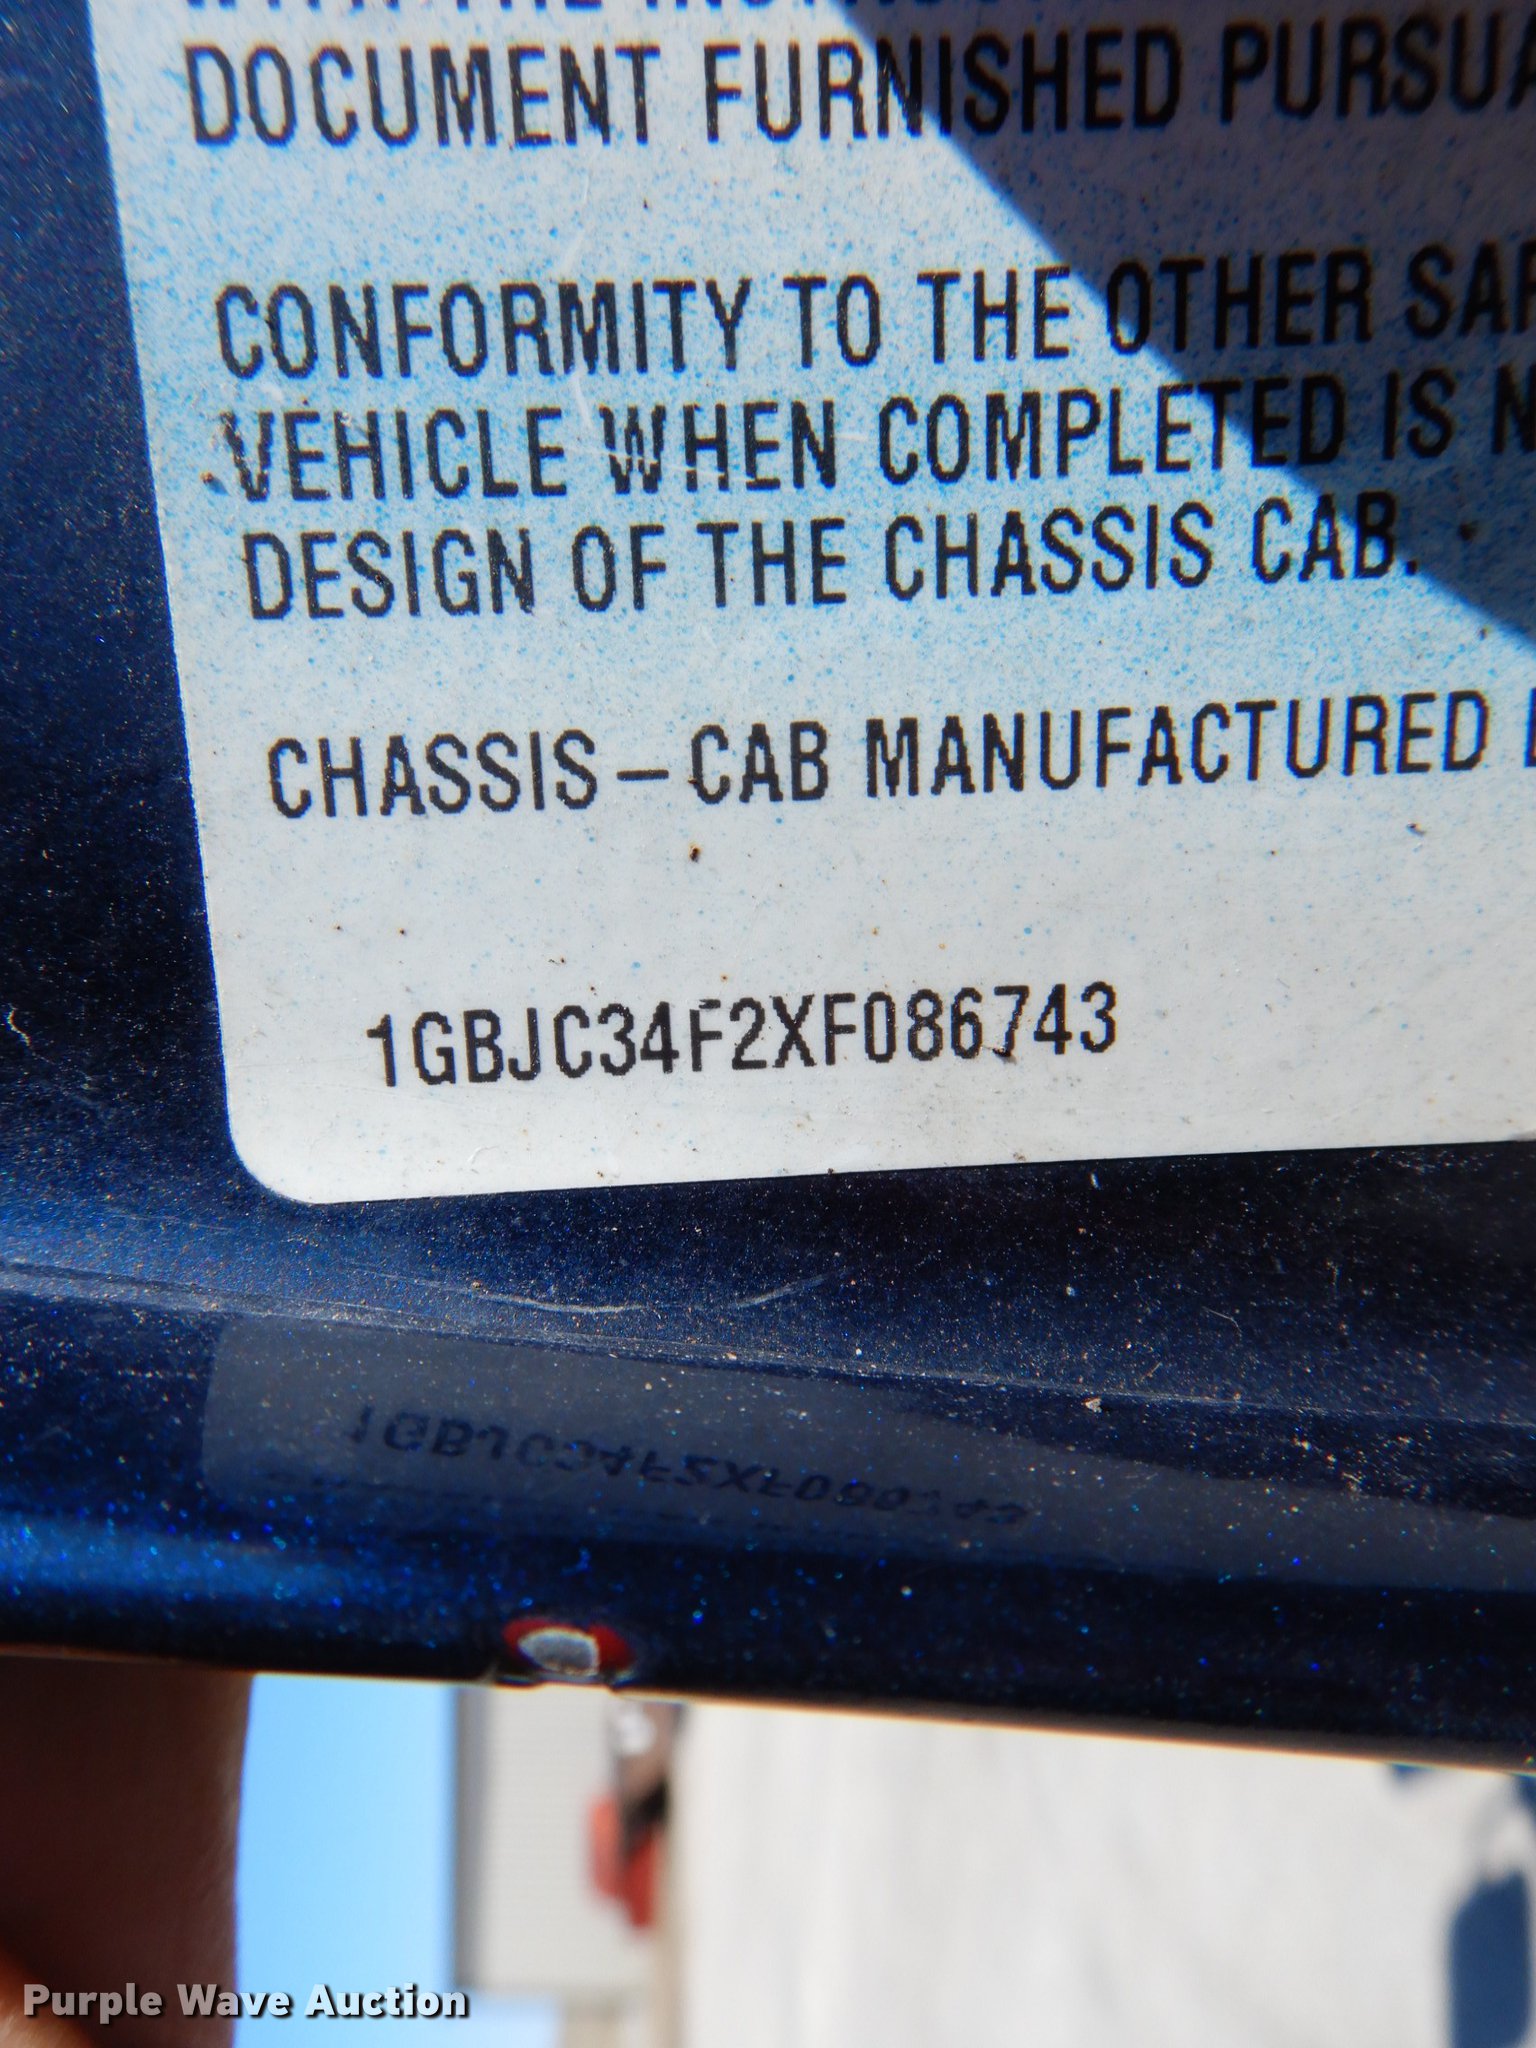 DOCUMENT FURNISHED PURSUA
CONFORMITY TO THE OTHER SAF
VEHICLE WHEN COMPLETED IS N
DESIGN OF THE CHASSIS CAB.
CHASSIS – CAB MANUFACTURED
1GBJC34F2XF086743
Purple Wave Auction